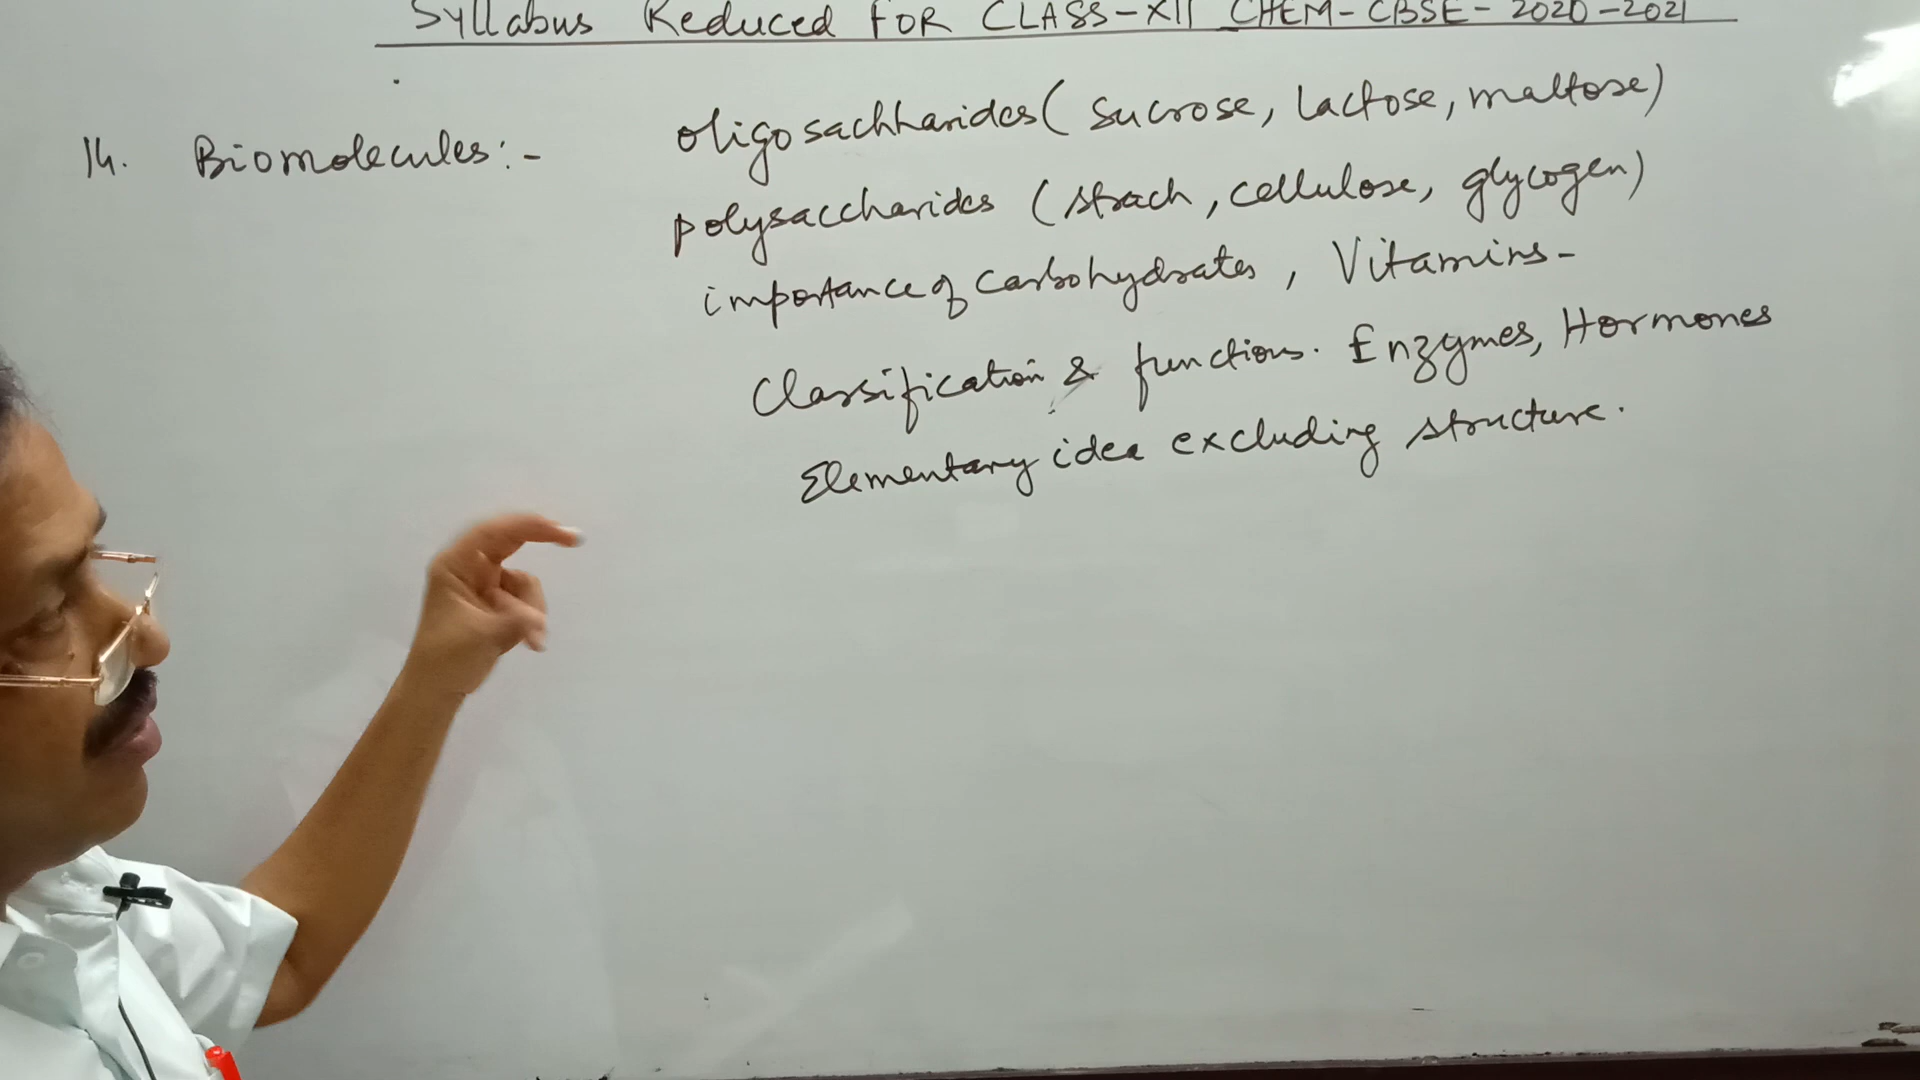 Syllabus Reduced FOR CLASS-XII CHEM-CBSE-2020-2021
14. Biomolecules:- oligosachharides (sucrose, lactose, maltose)
polysaccharides (strach, cellulose, glycogen)
importance of carbohydrates, Vitamins-
Classification & functions. Enzymes, Hormones
Elementary idea excluding structure.